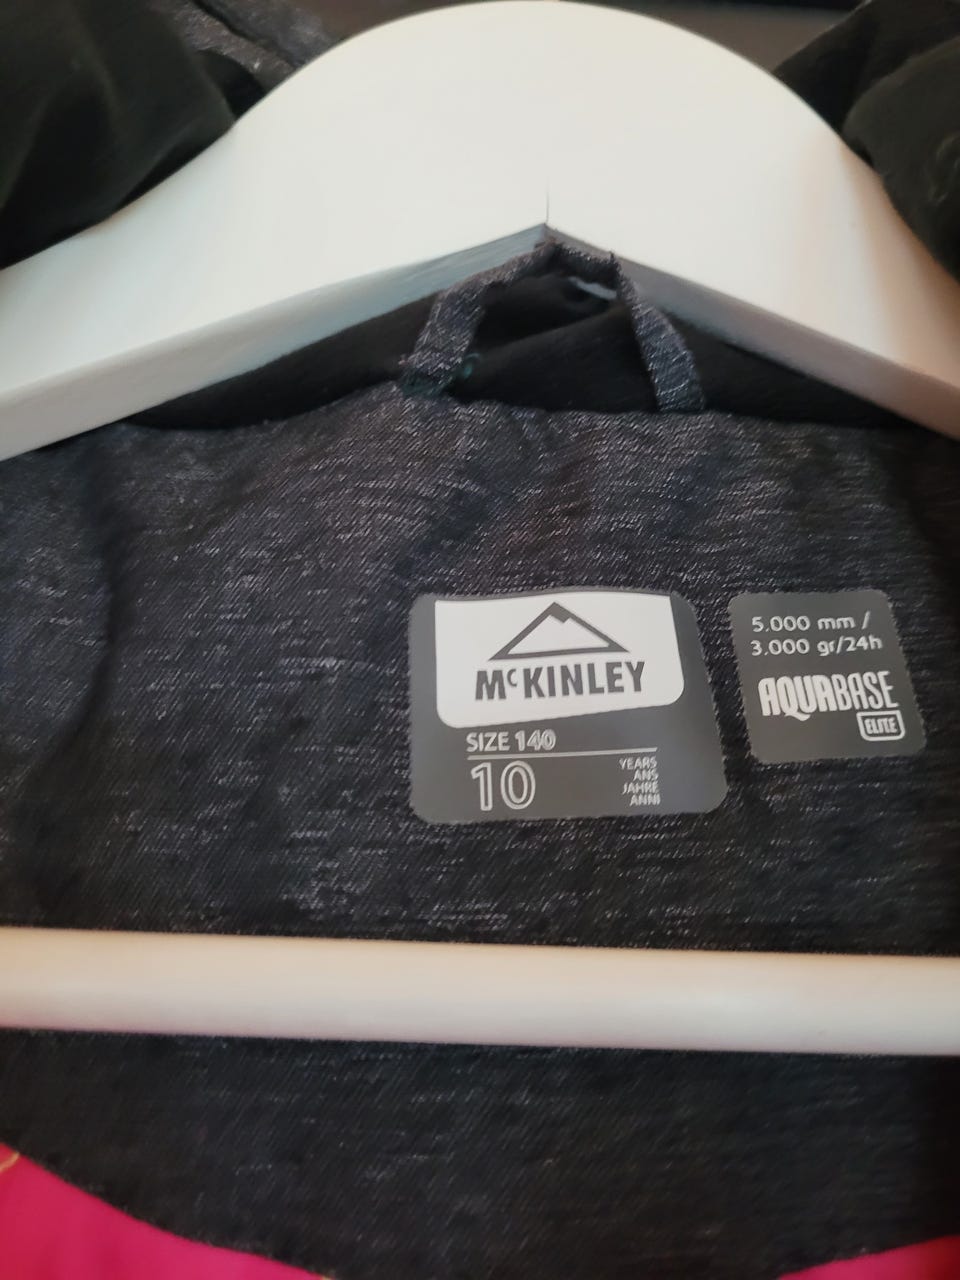 McKINLEY
SIZE 140
10
YEARS
ANS
JAHRE
ANNI
5.000 mm /
3.000 gr/24h
AQUABASE
ELITE